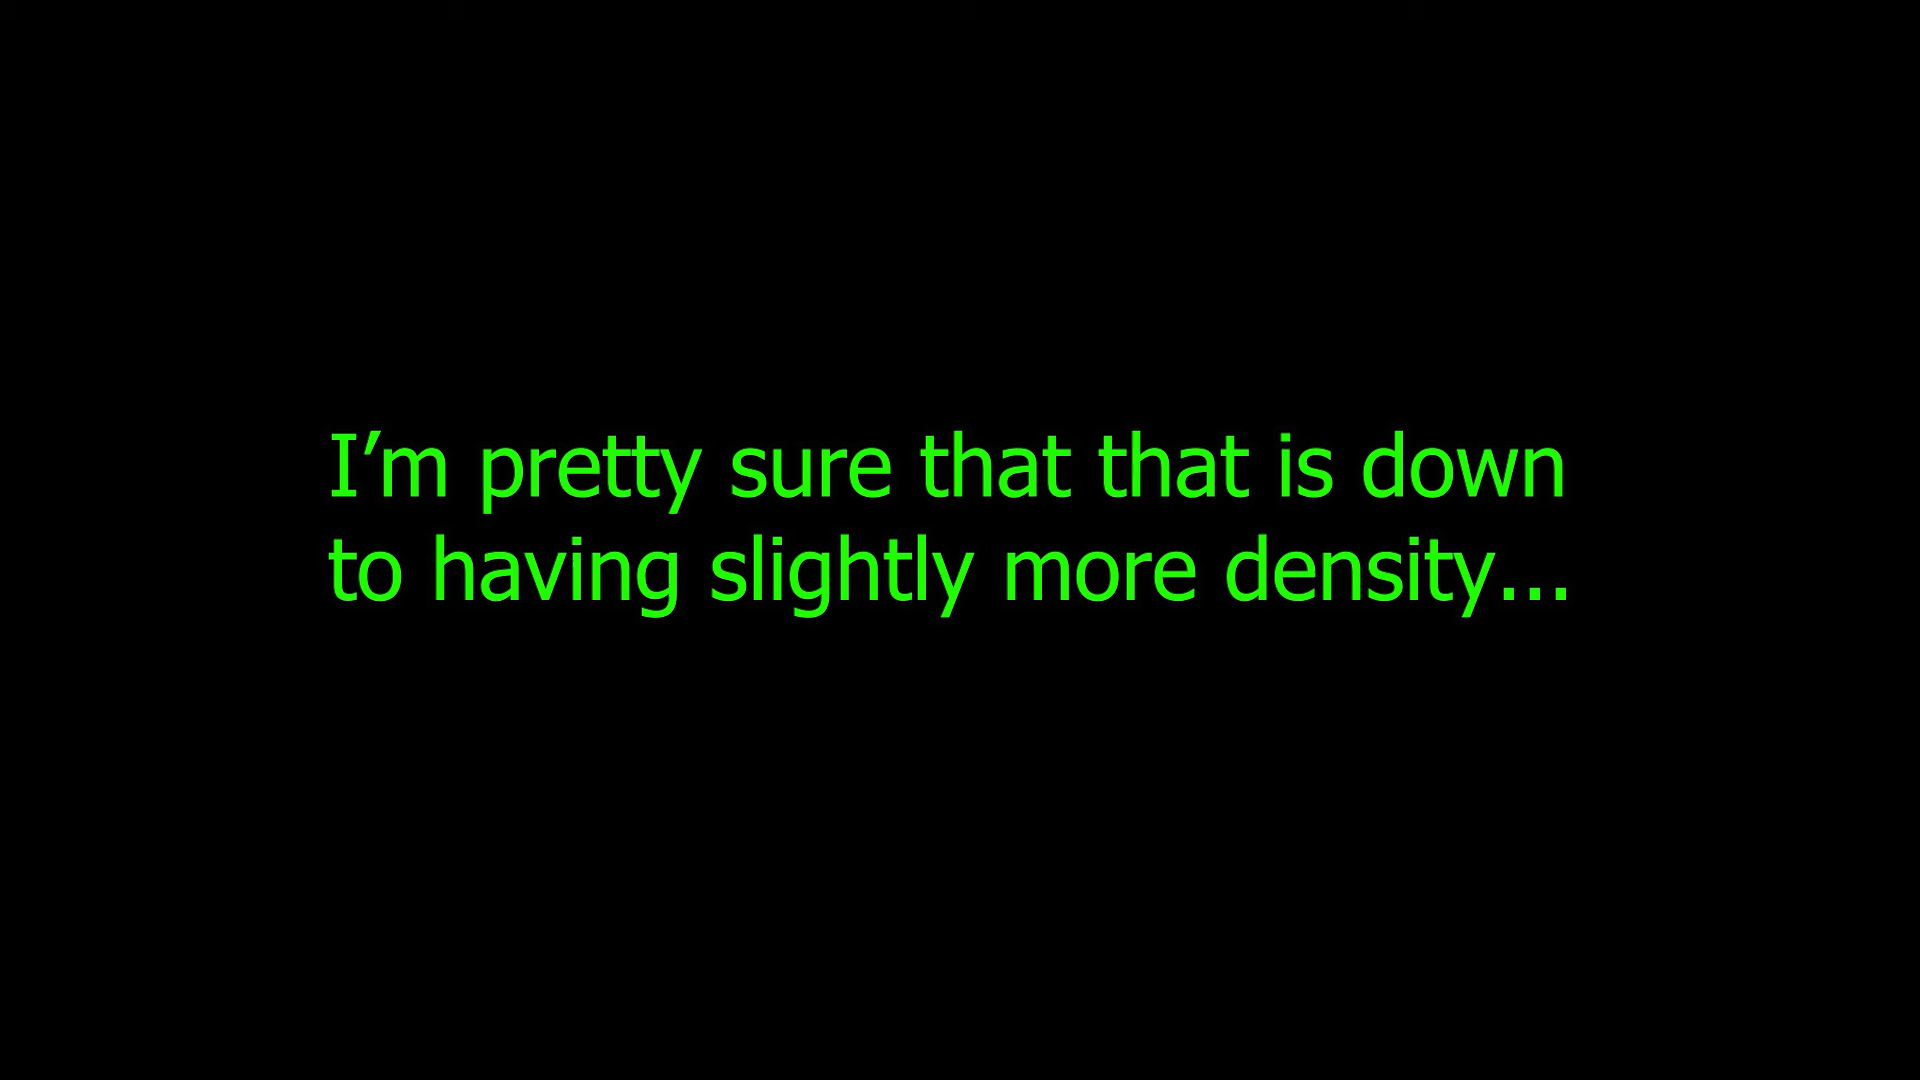 I’m pretty sure that that is down
to having slightly more density...